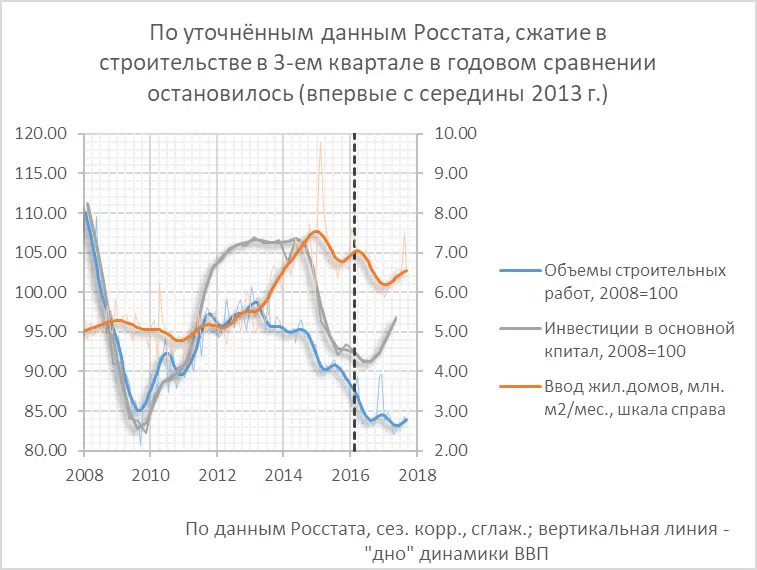 По уточнённым данным Росстата, сжатие в
строительстве в 3-ем квартале в годовом сравнении
остановилось (впервые с середины 2013 г.)
120.00
115.00
110.00
105.00
100.00
95.00
90.00
85.00
80.00
10.00
9.00
8.00
7.00
6.00
5.00
4.00
3.00
2.00
2008 2010 2012 2014 2016 2018
Объемы строительных
работ, 2008=100
Инвестиции в основной
кпитал, 2008=100
Ввод жил.домов, млн.
м2/мес., шкала справа
По данным Росстата, сез. корр., сглаж.; вертикальная линия -
"дно" динамики ВВП